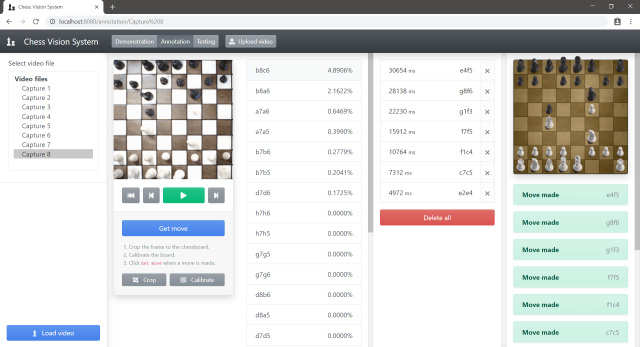 Chess Vision System
localhost:8080/annotation/Capture%208
Chess Vision System
Demonstration
Annotation
Testing
Upload video
Select video file
Video files
Capture 1
Capture 2
Capture 3
Capture 4
Capture 5
Capture 6
Capture 7
Capture 8
Load video
Get move
1. Crop the frame to the chessboard.
2. Calibrate the board.
3. Click Get move when a move is made.
Crop
Calibrate
b8c6 4.8906%
b8a6 2.1622%
a7a6 0.6469%
a7a5 0.3990%
b7b6 0.2779%
b7b5 0.2041%
d7d6 0.1725%
h7h6 0.0000%
h7h5 0.0000%
g7g5 0.0000%
g7g6 0.0000%
d8b6 0.0000%
d8a5 0.0000%
d7d5 0.0000%
30654 ms e4f5
28138 ms g8f6
22230 ms g1f3
15912 ms f7f5
10764 ms f1c4
7312 ms c7c5
4972 ms e2e4
Delete all
Move made e4f5
Move made g8f6
Move made g1f3
Move made f7f5
Move made f1c4
Move made c7c5